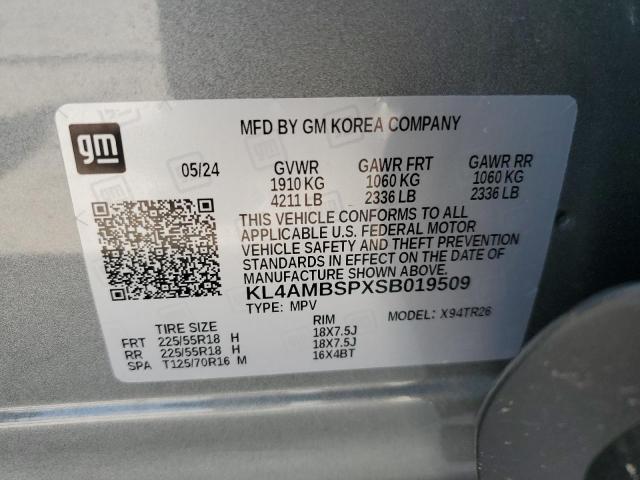 gm
MFD BY GM KOREA COMPANY
05/24 GVWR GAWR FRT GAWR RR
1910 KG 1060 KG 1060 KG
4211 LB 2336 LB 2336 LB
THIS VEHICLE CONFORMS TO ALL
APPLICABLE U.S. FEDERAL MOTOR
VEHICLE SAFETY AND THEFT PREVENTION
STANDARDS IN EFFECT ON THE DATE OF
MANUFACTURE SHOWN ABOVE.
KL4AMBSPXSB019509
TYPE: MPV MODEL: X94TR26
TIRE SIZE RIM
FRT 225/55R18 H 18X7.5J
RR 225/55R18 H 18X7.5J
SPA T125/70R16 M 16X4BT